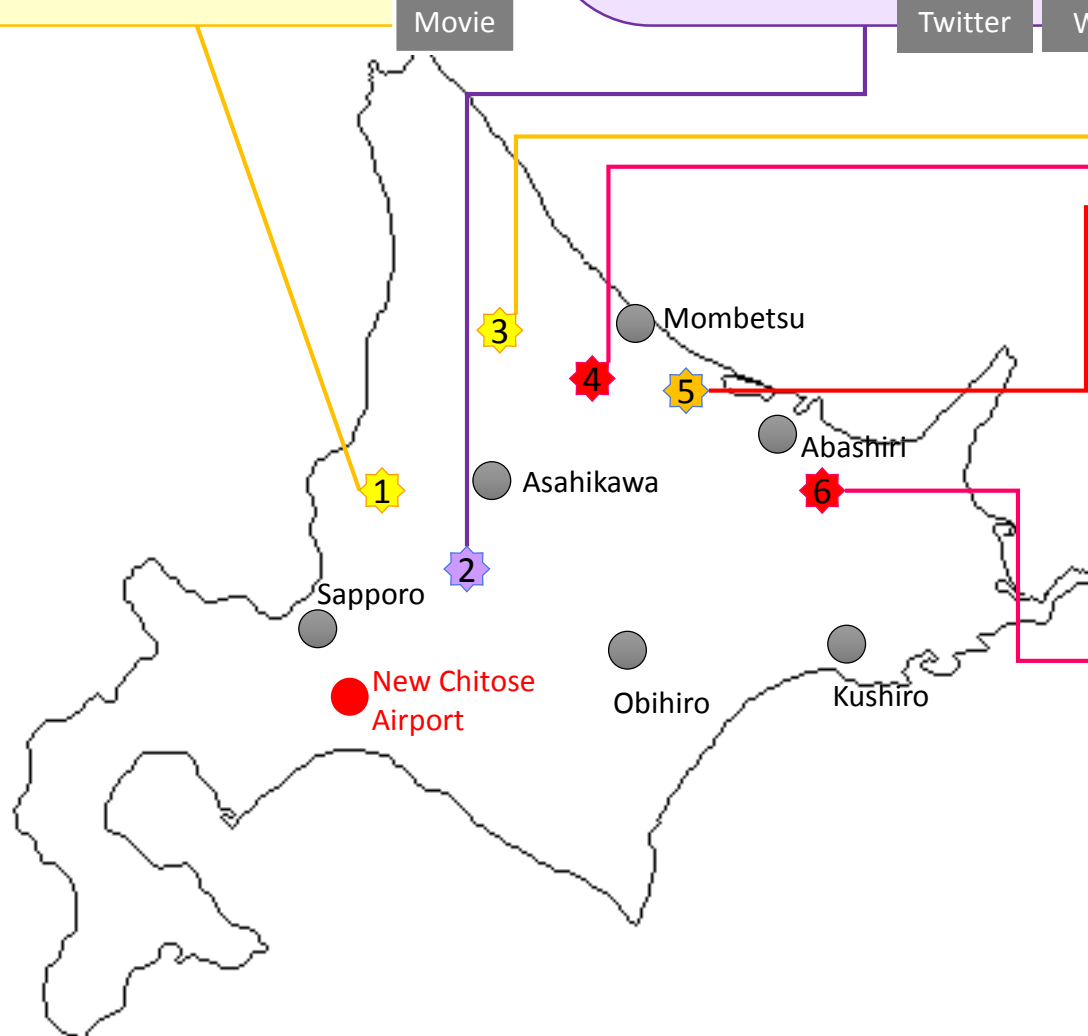 Movie
Twitter
W
Mombetsu
3
4
5
Abashiri
Asahikawa
1
6
2
Sapporo
New Chitose
Airport
Obihiro
Kushiro